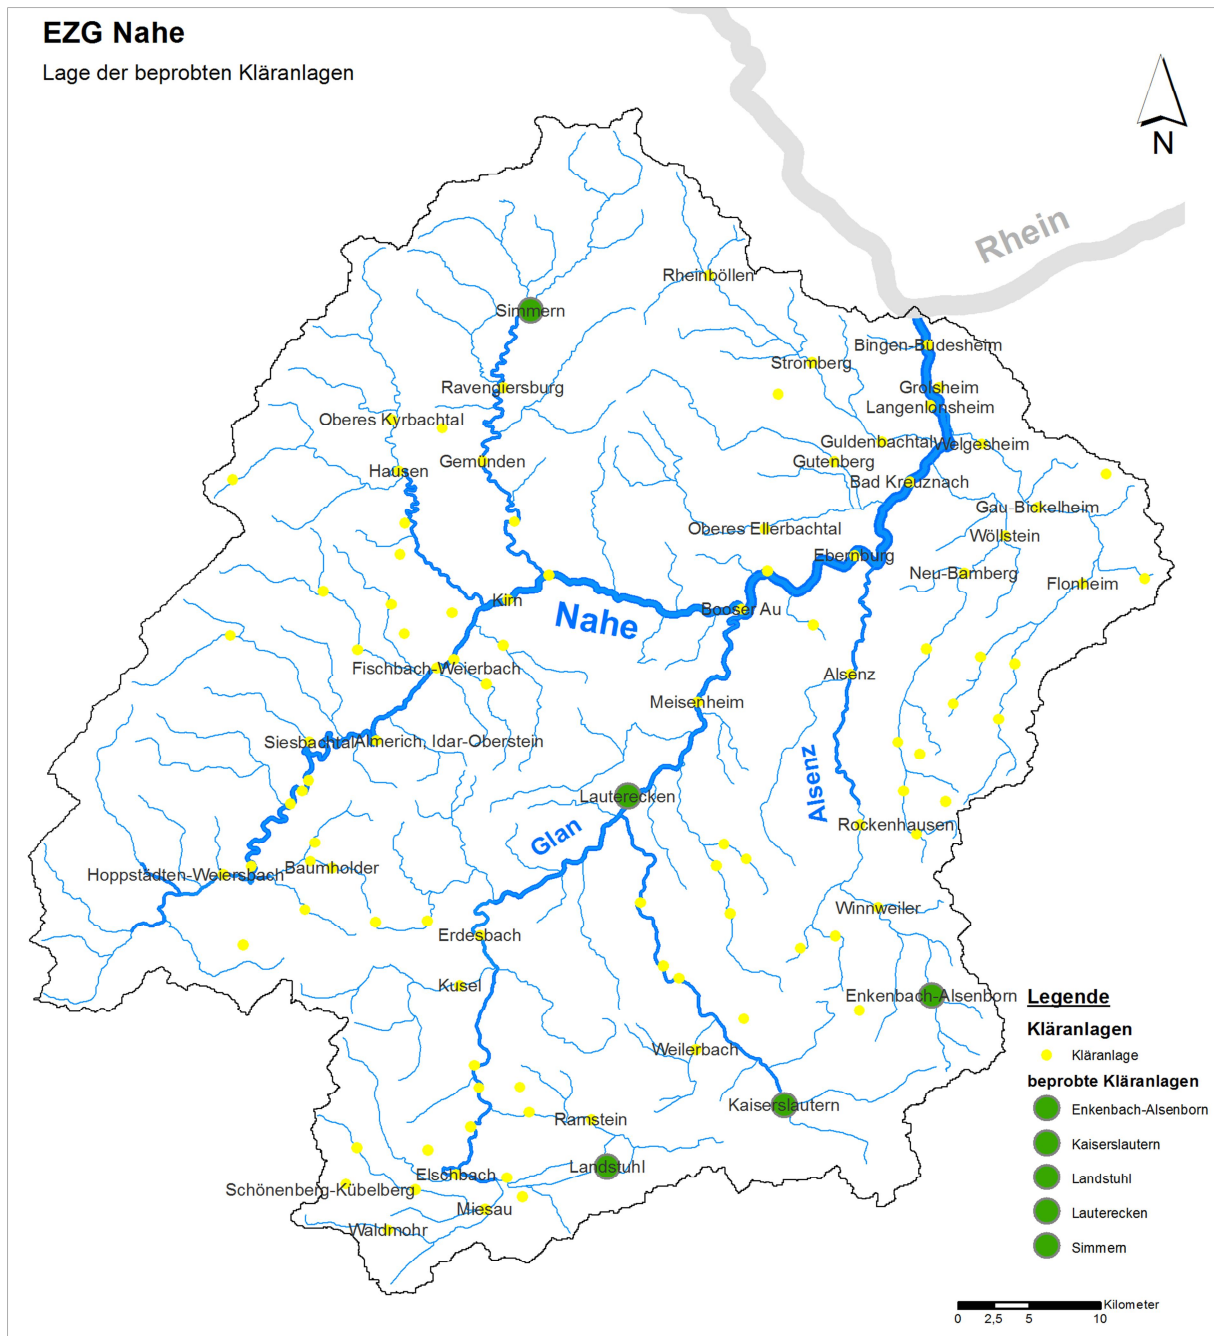 EZG Nahe
Lage der beprobten Kläranlagen
N
Rhein
Rheinböllen
Simmern
Bingen-Büdesheim
Stromberg
Ravengiersburg
Grolsheim
Langenlonsheim
Oberes Kyrbachtal
Guldenbachtal
Welgesheim
Gemünden
Gutenberg
Hausen
Bad Kreuznach
Gau Bickelheim
Oberes Ellerbachtal
Wöllstein
Ebernburg
Neu-Bamberg
Flonheim
Kirn
Booser Au
Nahe
Fischbach-Weierbach
Alsenz
Meisenheim
Siesbachtal
Almerich, Idar-Oberstein
Alsenz
Lauterecken
Glan
Rockenhausen
Hoppstädten-Weiersbach
Baumholder
Winnweiler
Erdesbach
Kusel
Enkenbach-Alsenborn
Weilerbach
Kaiserslautern
Ramstein
Landstuhl
Elschbach
Schönenberg-Kübelberg
Miesau
Waldmohr
Legende
Kläranlagen
Kläranlage
beprobte Kläranlagen
Enkenbach-Alsenborn
Kaiserslautern
Landstuhl
Lauterecken
Simmern
Kilometer
0 2,5 5 10